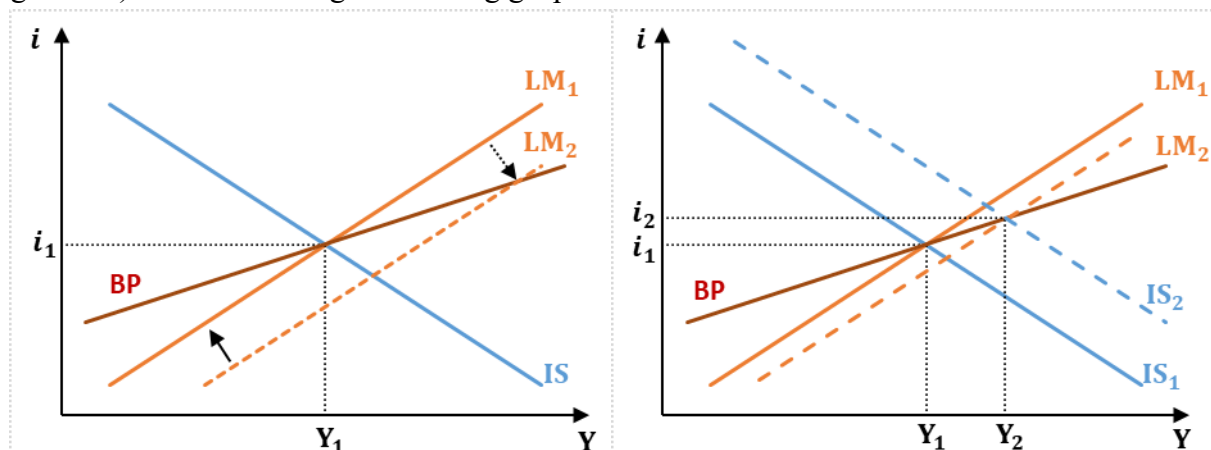 i
LM₁
LM₂
i₁
BP
IS
Y₁
Y
i
LM₁
LM₂
i₂
i₁
BP
IS₂
IS₁
Y₁
Y₂
Y